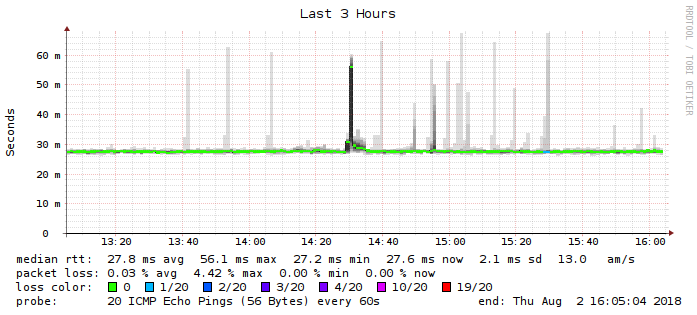 Last 3 Hours
RRDTOOL / TOBI OETIKER
Seconds
60 m
50 m
40 m
30 m
20 m
10 m
0
13:20 13:40 14:00 14:20 14:40 15:00 15:20 15:40 16:00
median rtt: 27.8 ms avg 56.1 ms max 27.2 ms min 27.6 ms now 2.1 ms sd 13.0 am/s
packet loss: 0.03 % avg 4.42 % max 0.00 % min 0.00 % now
loss color: 0 1/20 2/20 3/20 4/20 10/20 19/20
probe: 20 ICMP Echo Pings (56 Bytes) every 60s end: Thu Aug 2 16:05:04 2018